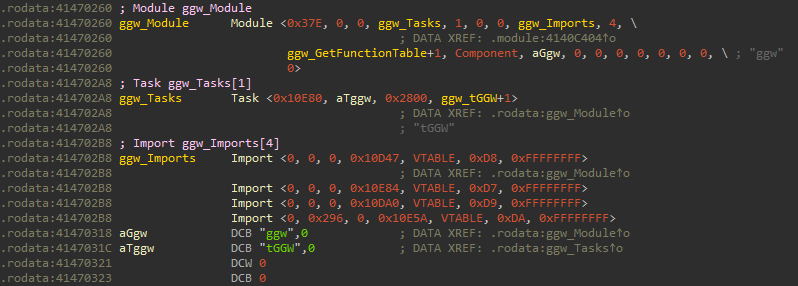 .rodata:41470260 ; Module ggw_Module
.rodata:41470260 ggw_Module Module <0x37E, 0, 0, ggw_Tasks, 1, 0, 0, ggw_Imports, 4, \
.rodata:41470260 ; DATA XREF: .module:4140C404↑o
.rodata:41470260 ggw_GetFunctionTable+1, Component, aGgw, 0, 0, 0, 0, 0, 0, \ ; "ggw"
.rodata:41470260 0>
.rodata:414702A8 ; Task ggw_Tasks[1]
.rodata:414702A8 ggw_Tasks Task <0x10E80, aTggw, 0x2800, ggw_tGGW+1>
.rodata:414702A8 ; DATA XREF: .rodata:ggw_Module↑o
.rodata:414702A8 ; "tGGW"
.rodata:414702B8 ; Import ggw_Imports[4]
.rodata:414702B8 ggw_Imports Import <0, 0, 0, 0x10D47, VTABLE, 0xD8, 0xFFFFFFFF>
.rodata:414702B8 ; DATA XREF: .rodata:ggw_Module↑o
.rodata:414702B8 Import <0, 0, 0, 0x10E84, VTABLE, 0xD7, 0xFFFFFFFF>
.rodata:414702B8 Import <0, 0, 0, 0x10DA0, VTABLE, 0xD9, 0xFFFFFFFF>
.rodata:414702B8 Import <0, 0x296, 0, 0x10E5A, VTABLE, 0xDA, 0xFFFFFFFF>
.rodata:41470318 aGgw DCB "ggw",0 ; DATA XREF: .rodata:ggw_Module↑o
.rodata:4147031C aTggw DCB "tGGW",0 ; DATA XREF: .rodata:ggw_Tasks↑o
.rodata:41470321 DCW 0
.rodata:41470323 DCB 0